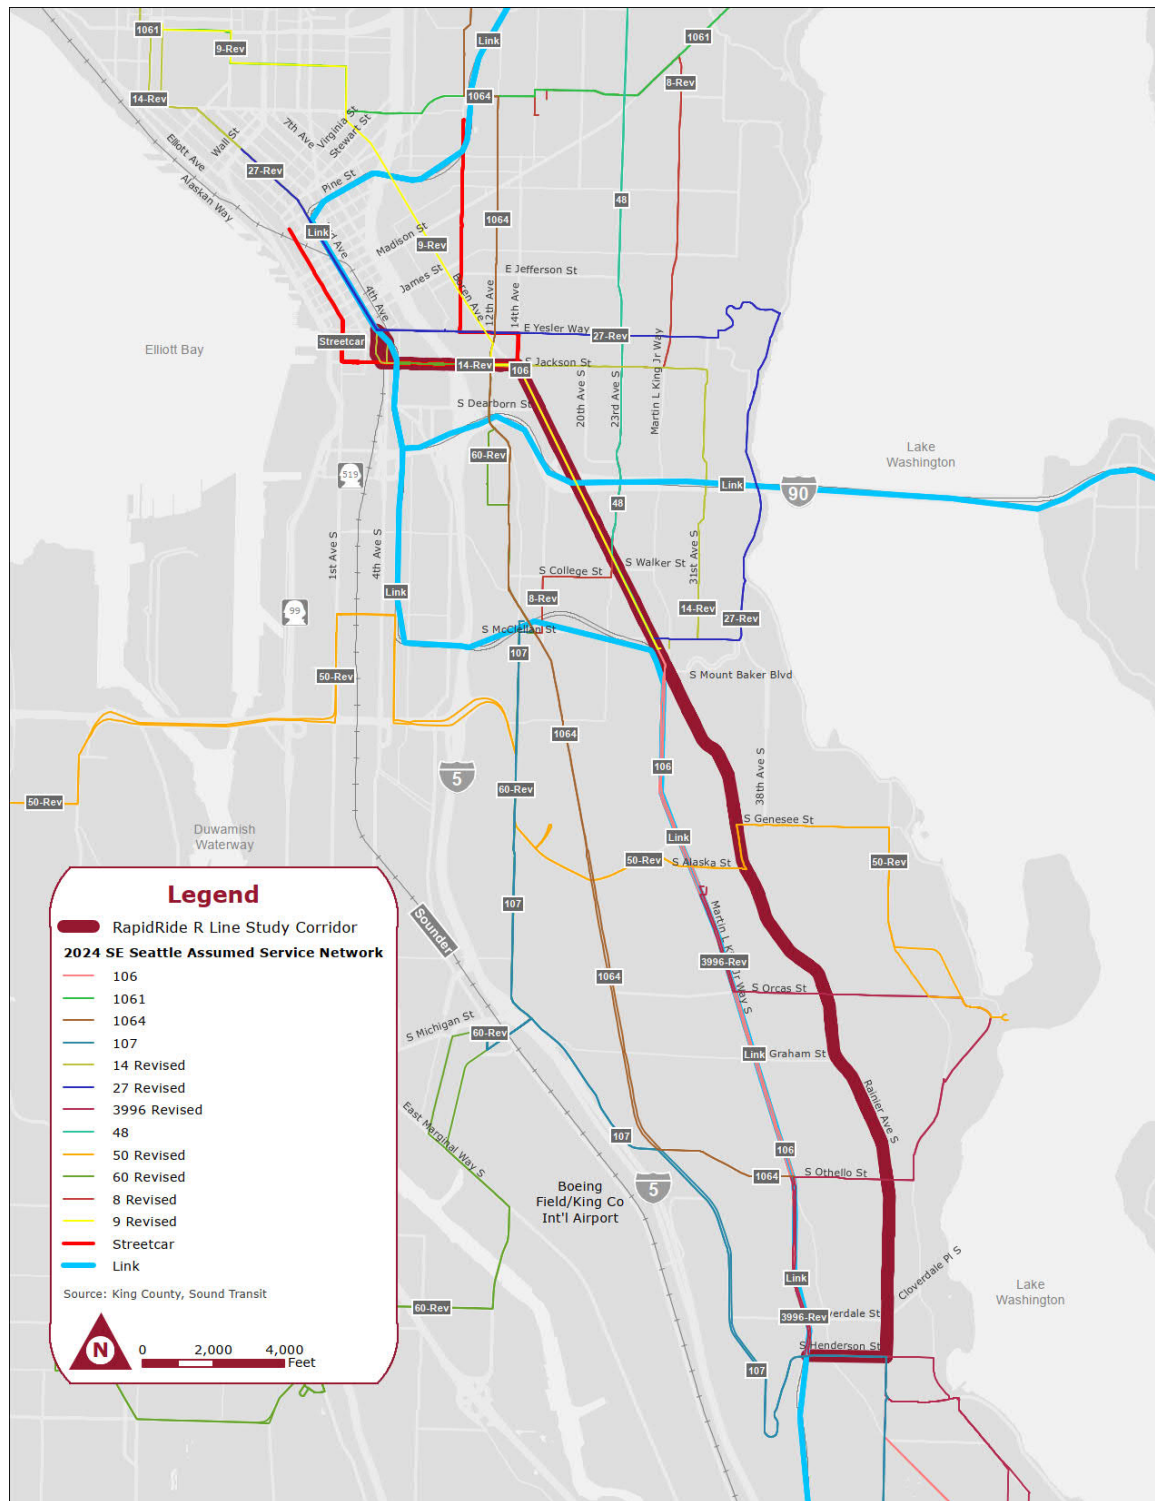 1061
Link
1061
9-Rev
8-Rev
14-Rev
1064
7th Ave
Virginia St
Stewart St
Wall St
Elliott Ave
27-Rev
Pine St
Alaskan Way
48
1064
Link
Madison St
9-Rev
James St
E Jefferson St
4th Ave
Boren Ave
12th Ave
14th Ave
E Yesler Way
27-Rev
Streetcar
Elliott Bay
14-Rev
106
S Jackson St
Martin L King Jr Way
20th Ave S
23rd Ave S
S Dearborn St
60-Rev
Lake
Washington
519
Link
90
48
1st Ave S
4th Ave S
S Walker St
31st Ave S
S College St
Link
8-Rev
99
14-Rev
27-Rev
S McClellan St
107
50-Rev
S Mount Baker Blvd
1064
106
38th Ave S
5
60-Rev
50-Rev
S Genesee St
Duwamish
Waterway
Link
50-Rev
S Alaska St
50-Rev
107
Sounder
Martin L King Jr Way S
3996-Rev
1064
S Orcas St
S Michigan St
60-Rev
Link
Graham St
Rainier Ave S
East Marginal Way S
107
106
1064
S Othello St
Boeing
Field/King Co
Int'l Airport
5
Cloverdale Pl S
Link
Lake
Washington
60-Rev
3996-Rev
S Henderson St
107
Legend
RapidRide R Line Study Corridor
2024 SE Seattle Assumed Service Network
106
1061
1064
107
14 Revised
27 Revised
3996 Revised
48
50 Revised
60 Revised
8 Revised
9 Revised
Streetcar
Link
Source: King County, Sound Transit
N
0 2,000 4,000
Feet